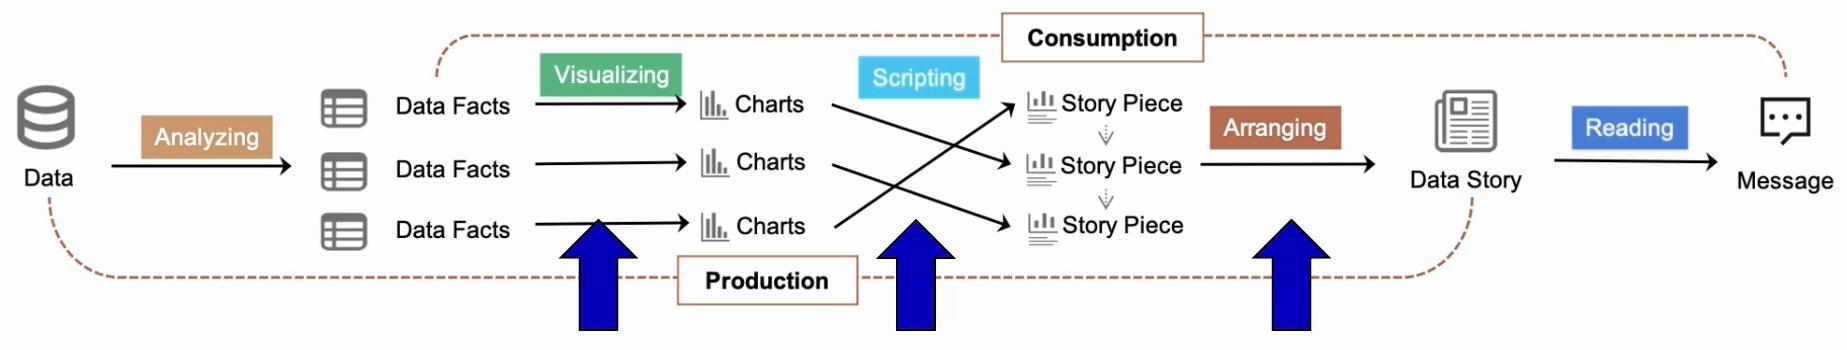 Consumption
Visualizing
Scripting
Data Facts
Charts
Story Piece
Analyzing
Arranging
Reading
Data Facts
Charts
Story Piece
Data
Data Story
Message
Data Facts
Charts
Story Piece
Production